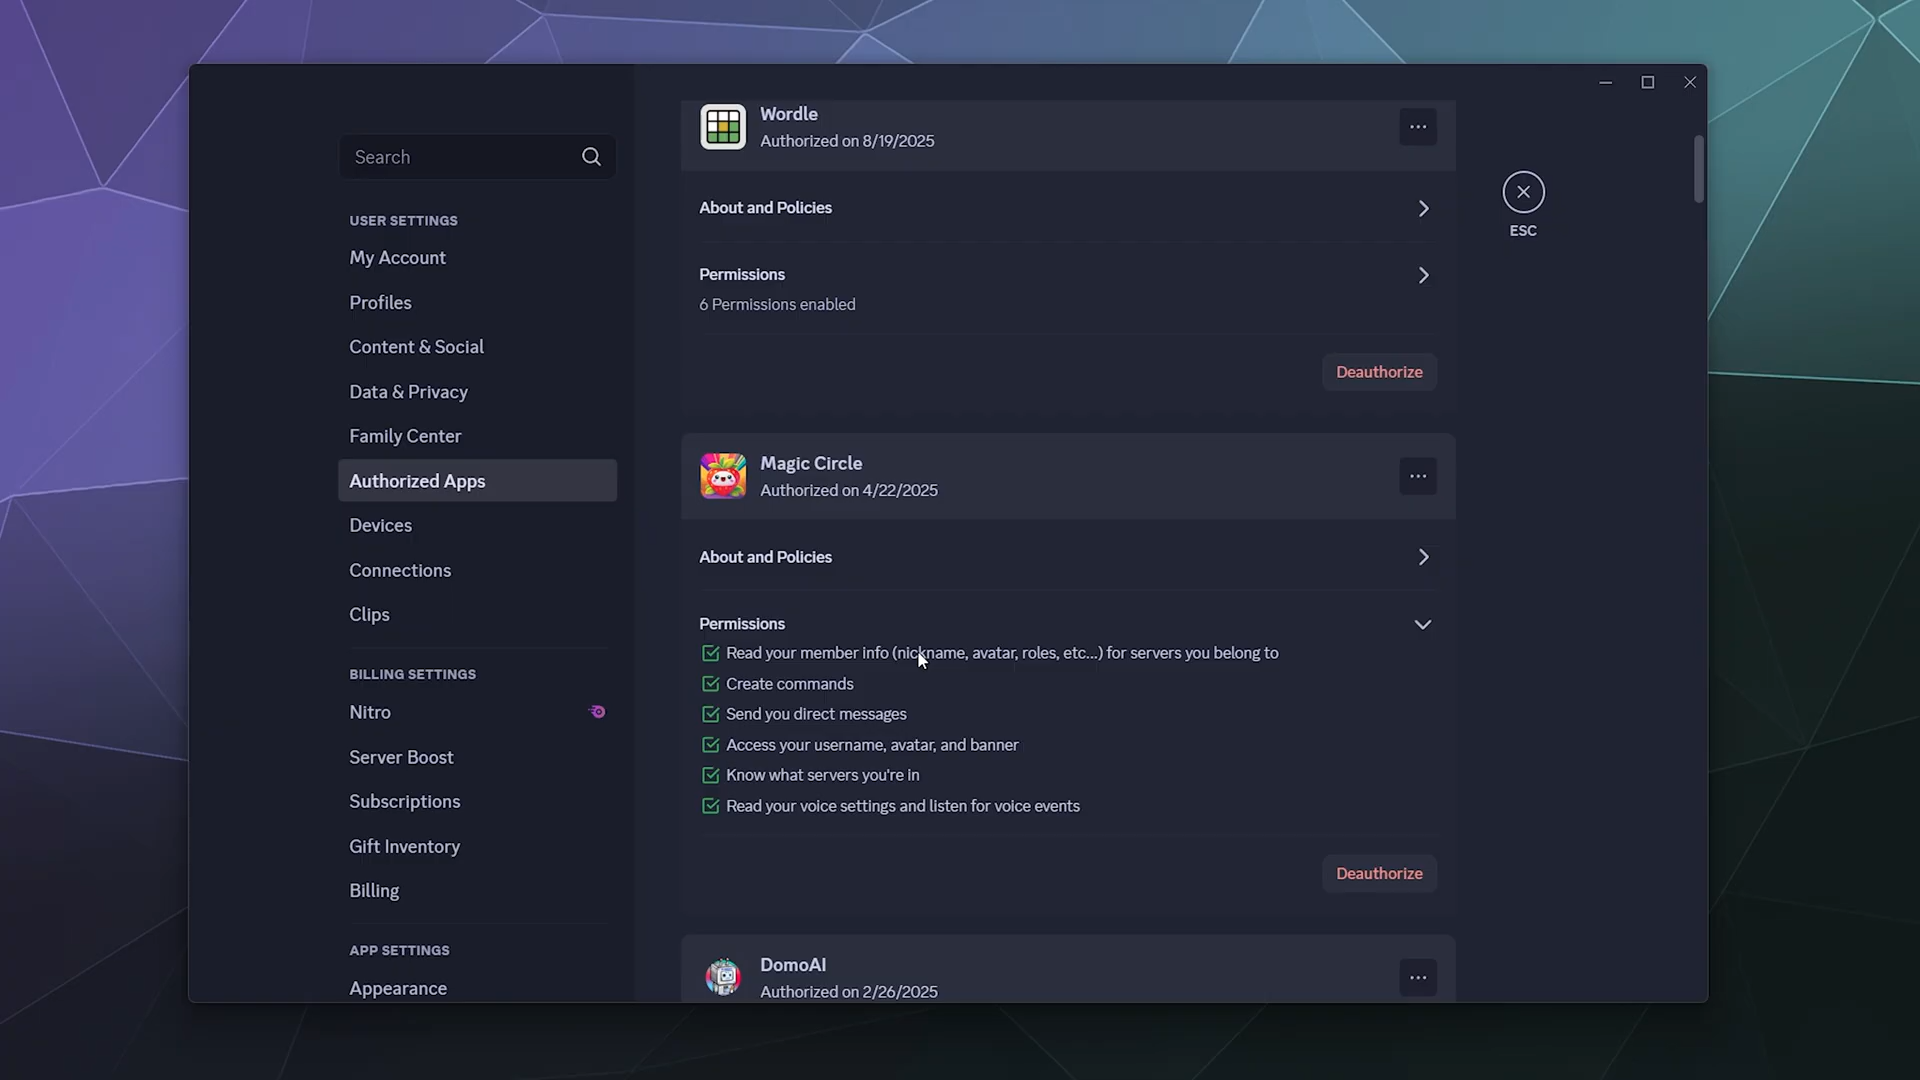 Search
USER SETTINGS
My Account
Profiles
Content & Social
Data & Privacy
Family Center
Authorized Apps
Devices
Connections
Clips
BILLING SETTINGS
Nitro
Server Boost
Subscriptions
Gift Inventory
Billing
APP SETTINGS
Appearance
Wordle
Authorized on 8/19/2025
About and Policies
Permissions
6 Permissions enabled
Deauthorize
Magic Circle
Authorized on 4/22/2025
About and Policies
Permissions
Read your member info (nickname, avatar, roles, etc...) for servers you belong to
Create commands
Send you direct messages
Access your username, avatar, and banner
Know what servers you're in
Read your voice settings and listen for voice events
Deauthorize
DomoAI
Authorized on 2/26/2025
ESC